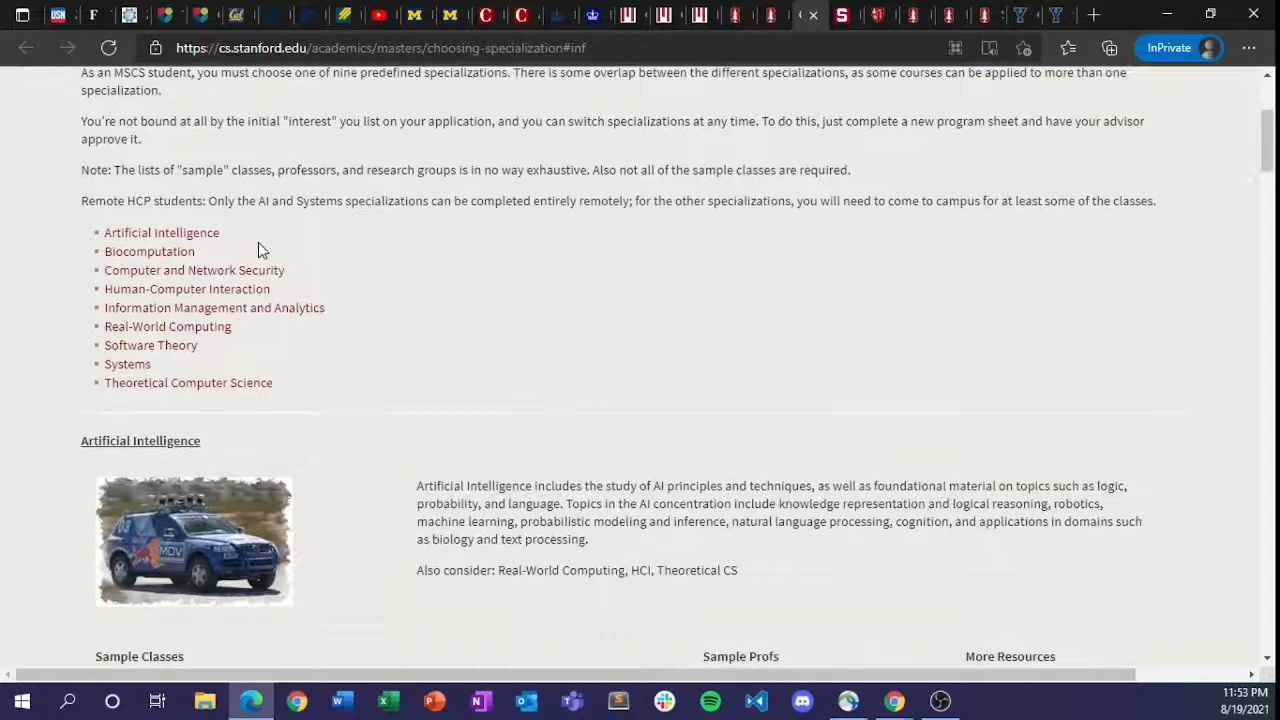 USN
F
Cal
M
M
C
C
S
https://cs.stanford.edu/academics/masters/choosing-specialization#inf
InPrivate
As an MSCS student, you must choose one of nine predefined specializations. There is some overlap between the different specializations, as some courses can be applied to more than one
specialization.
You're not bound at all by the initial "interest" you list on your application, and you can switch specializations at any time. To do this, just complete a new program sheet and have your advisor
approve it.
Note: The lists of "sample" classes, professors, and research groups is in no way exhaustive. Also not all of the sample classes are required.
Remote HCP students: Only the AI and Systems specializations can be completed entirely remotely; for the other specializations, you will need to come to campus for at least some of the classes.
Artificial Intelligence
Biocomputation
Computer and Network Security
Human-Computer Interaction
Information Management and Analytics
Real-World Computing
Software Theory
Systems
Theoretical Computer Science
Artificial Intelligence
MDV
Artificial Intelligence includes the study of AI principles and techniques, as well as foundational material on topics such as logic,
probability, and language. Topics in the AI concentration include knowledge representation and logical reasoning, robotics,
machine learning, probabilistic modeling and inference, natural language processing, cognition, and applications in domains such
as biology and text processing.
Also consider: Real-World Computing, HCI, Theoretical CS
Sample Classes
Sample Profs
More Resources
11:53 PM
8/19/2021